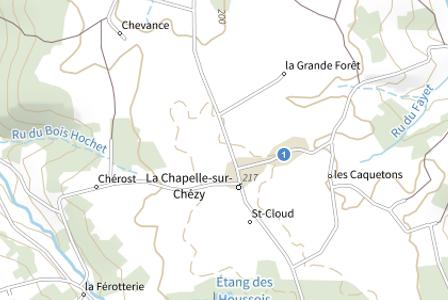 200
Chevance
la Grande Forêt
Ru du Fayet
Ru du Bois Hochet
1
Chérost
La Chapelle-sur-
Chézy
217
les Caquetons
St-Cloud
la Férotterie
Étang des
Houssois